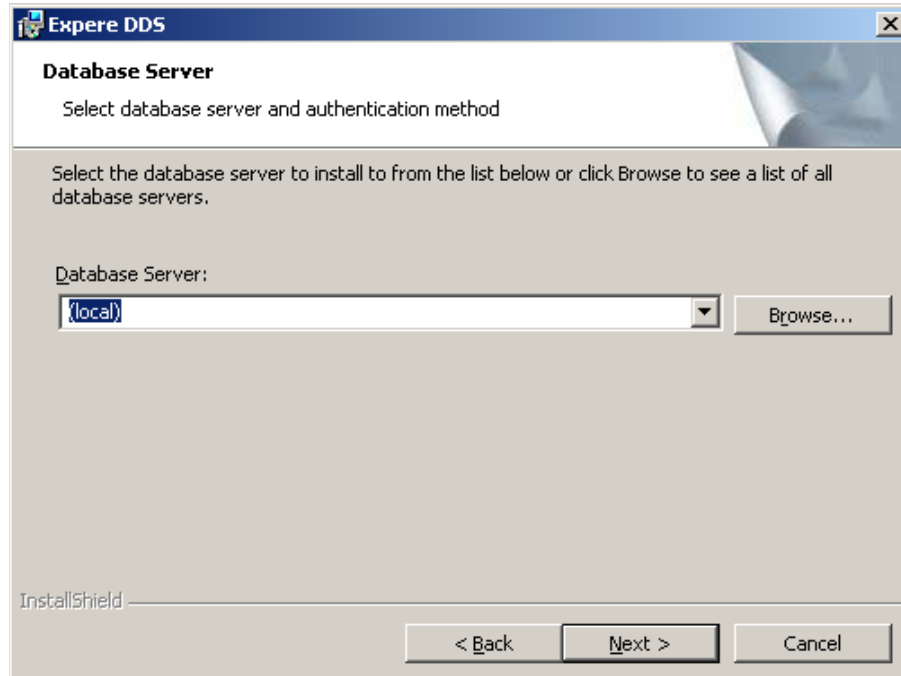 Expere DDS
Database Server
Select database server and authentication method
Select the database server to install to from the list below or click Browse to see a list of all
database servers.
Database Server:
(local)
Browse...
InstallShield
< Back
Next >
Cancel